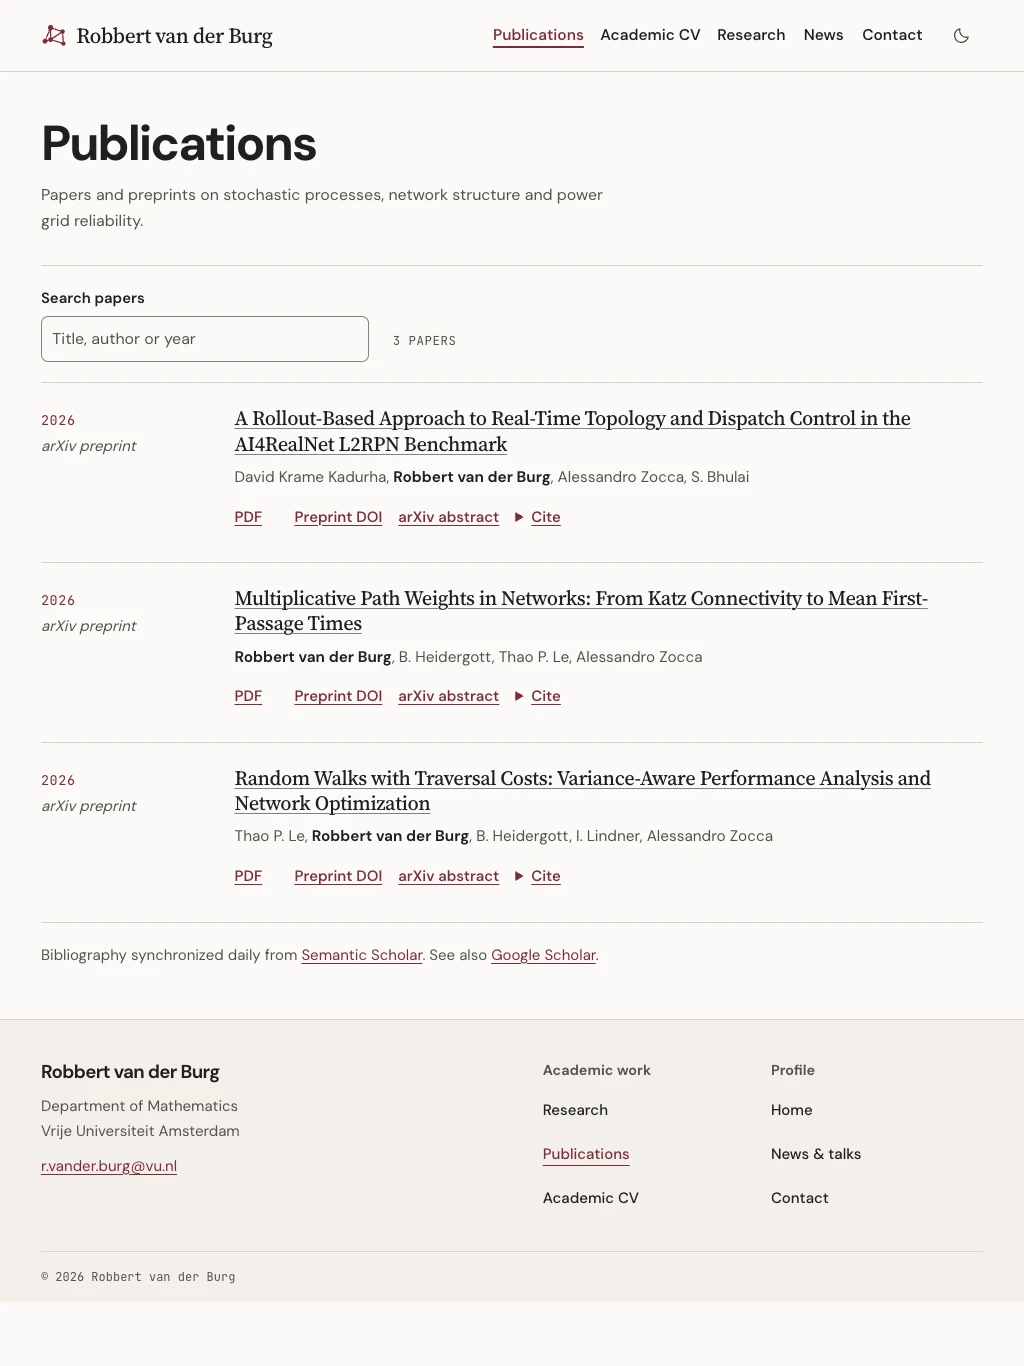 Robbert van der Burg
Publications Academic CV Research News Contact
Publications
Papers and preprints on stochastic processes, network structure and power
grid reliability.
Search papers
Title, author or year
3 PAPERS
2026
arXiv preprint
A Rollout-Based Approach to Real-Time Topology and Dispatch Control in the
AI4RealNet L2RPN Benchmark
David Krame Kadurha, Robbert van der Burg, Alessandro Zocca, S. Bhulai
PDF Preprint DOI arXiv abstract ▶ Cite
2026
arXiv preprint
Multiplicative Path Weights in Networks: From Katz Connectivity to Mean First-
Passage Times
Robbert van der Burg, B. Heidergott, Thao P. Le, Alessandro Zocca
PDF Preprint DOI arXiv abstract ▶ Cite
2026
arXiv preprint
Random Walks with Traversal Costs: Variance-Aware Performance Analysis and
Network Optimization
Thao P. Le, Robbert van der Burg, B. Heidergott, I. Lindner, Alessandro Zocca
PDF Preprint DOI arXiv abstract ▶ Cite
Bibliography synchronized daily from Semantic Scholar. See also Google Scholar.
Robbert van der Burg
Department of Mathematics
Vrije Universiteit Amsterdam
r.vander.burg@vu.nl
Academic work
Research
Publications
Academic CV
Profile
Home
News & talks
Contact
© 2026 Robbert van der Burg